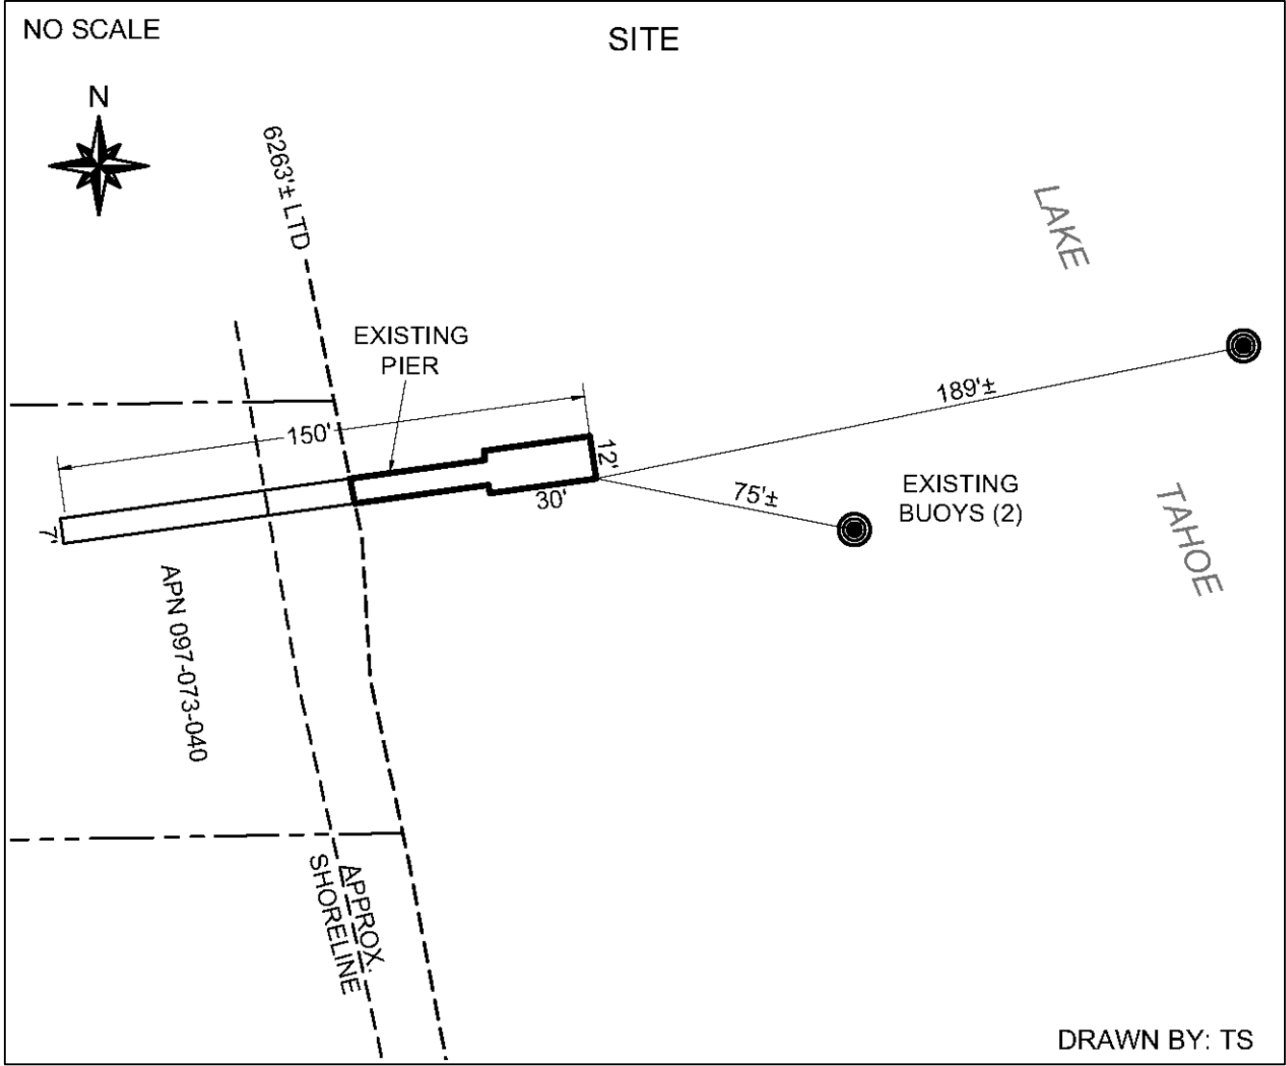 NO SCALE
SITE
N
6263'± LTD
LAKE
EXISTING
PIER
189'±
150'
12'
EXISTING
BUOYS (2)
75'±
30'
TAHOE
7'
APN 097-073-040
APPROX.
SHORELINE
DRAWN BY: TS